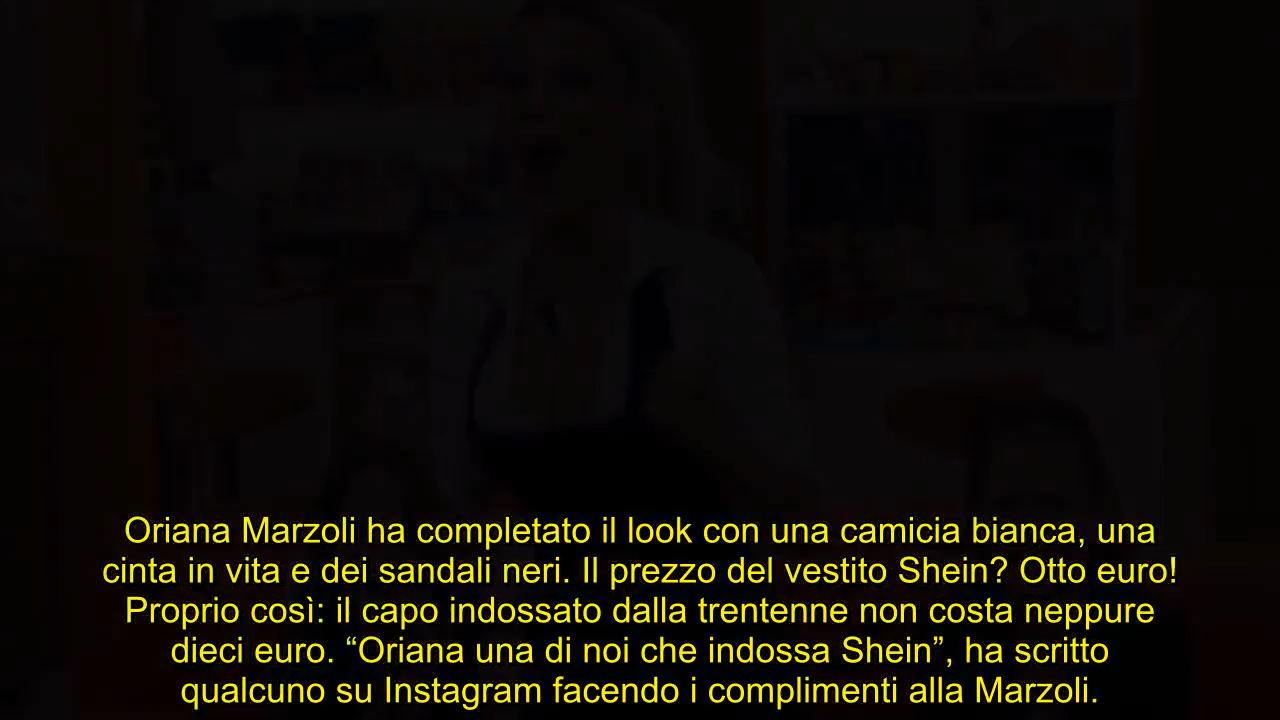 Oriana Marzoli ha completato il look con una camicia bianca, una
cinta in vita e dei sandali neri. Il prezzo del vestito Shein? Otto euro!
Proprio così: il capo indossato dalla trentenne non costa neppure
dieci euro. “Oriana una di noi che indossa Shein”, ha scritto
qualcuno su Instagram facendo i complimenti alla Marzoli.